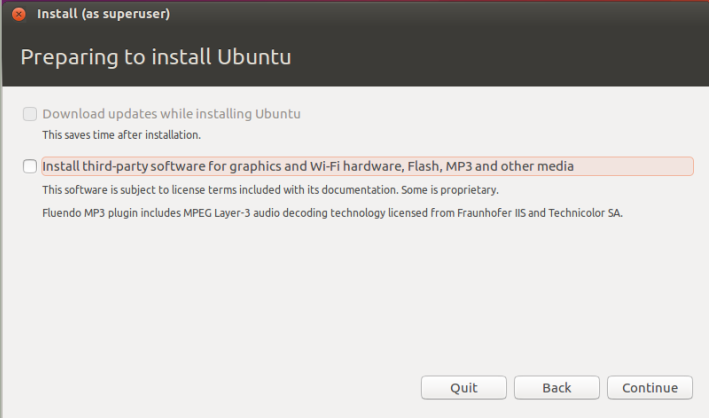 Install (as superuser)
Preparing to install Ubuntu
Download updates while installing Ubuntu
This saves time after installation.
Install third-party software for graphics and Wi-Fi hardware, Flash, MP3 and other media
This software is subject to license terms included with its documentation. Some is proprietary.
Fluendo MP3 plugin includes MPEG Layer-3 audio decoding technology licensed from Fraunhofer IIS and Technicolor SA.
Quit Back Continue